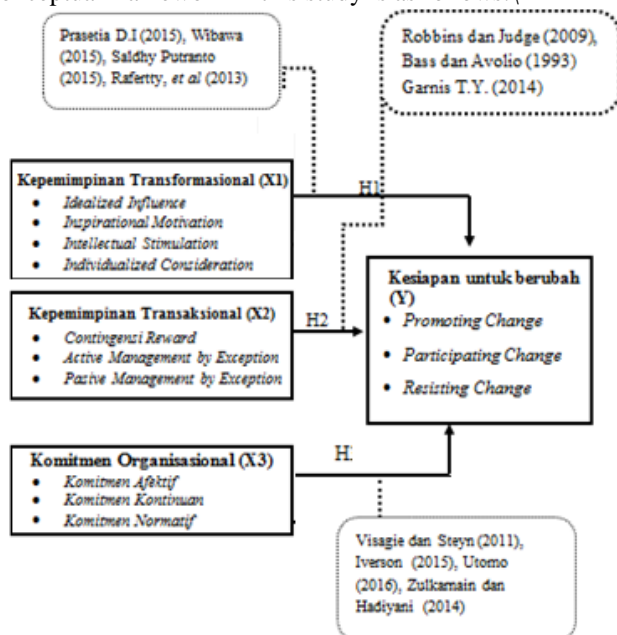 Prasetia D.I (2015), Wibawa
(2015), Saldhy Putranto
(2015), Rafertty, et al (2013)
Robbins dan Judge (2009),
Bass dan Avolio (1993)
Garnis T.Y. (2014)
Kepemimpinan Transformasional (X1)
• Idealized Influence
• Inspirational Motivation
• Intellectual Stimulation
• Individualized Consideration
H1
Kepemimpinan Transaksional (X2)
• Contingensi Reward
• Active Management by Exception
• Pasive Management by Exception
H2
Kesiapan untuk berubah
(Y)
• Promoting Change
• Participating Change
• Resisting Change
Komitmen Organisasional (X3)
• Komitmen Afektif
• Komitmen Kontinuan
• Komitmen Normatif
Visagie dan Steyn (2011),
Iverson (2015), Utomo
(2016), Zulkarnain dan
Hadiyani (2014)